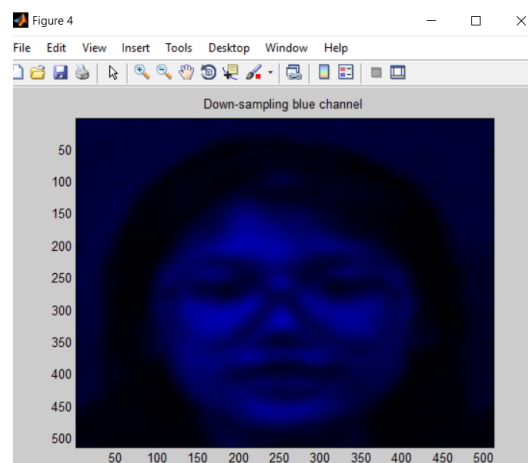 Figure 4
File Edit View Insert Tools Desktop Window Help
Down-sampling blue channel
50
100
150
200
250
300
350
400
450
500
50 100 150 200 250 300 350 400 450 500